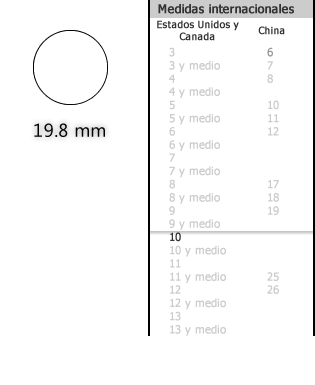 Medidas internacionales
Estados Unidos y Canada	China
3	6
3 y medio	7
4	8
4 y medio
5	10
5 y medio	11
6	12
6 y medio
7
7 y medio
8	17
8 y medio	18
9	19
9 y medio
10
10 y medio
11
11 y medio	25
12	26
12 y medio
13
13 y medio
19.8 mm